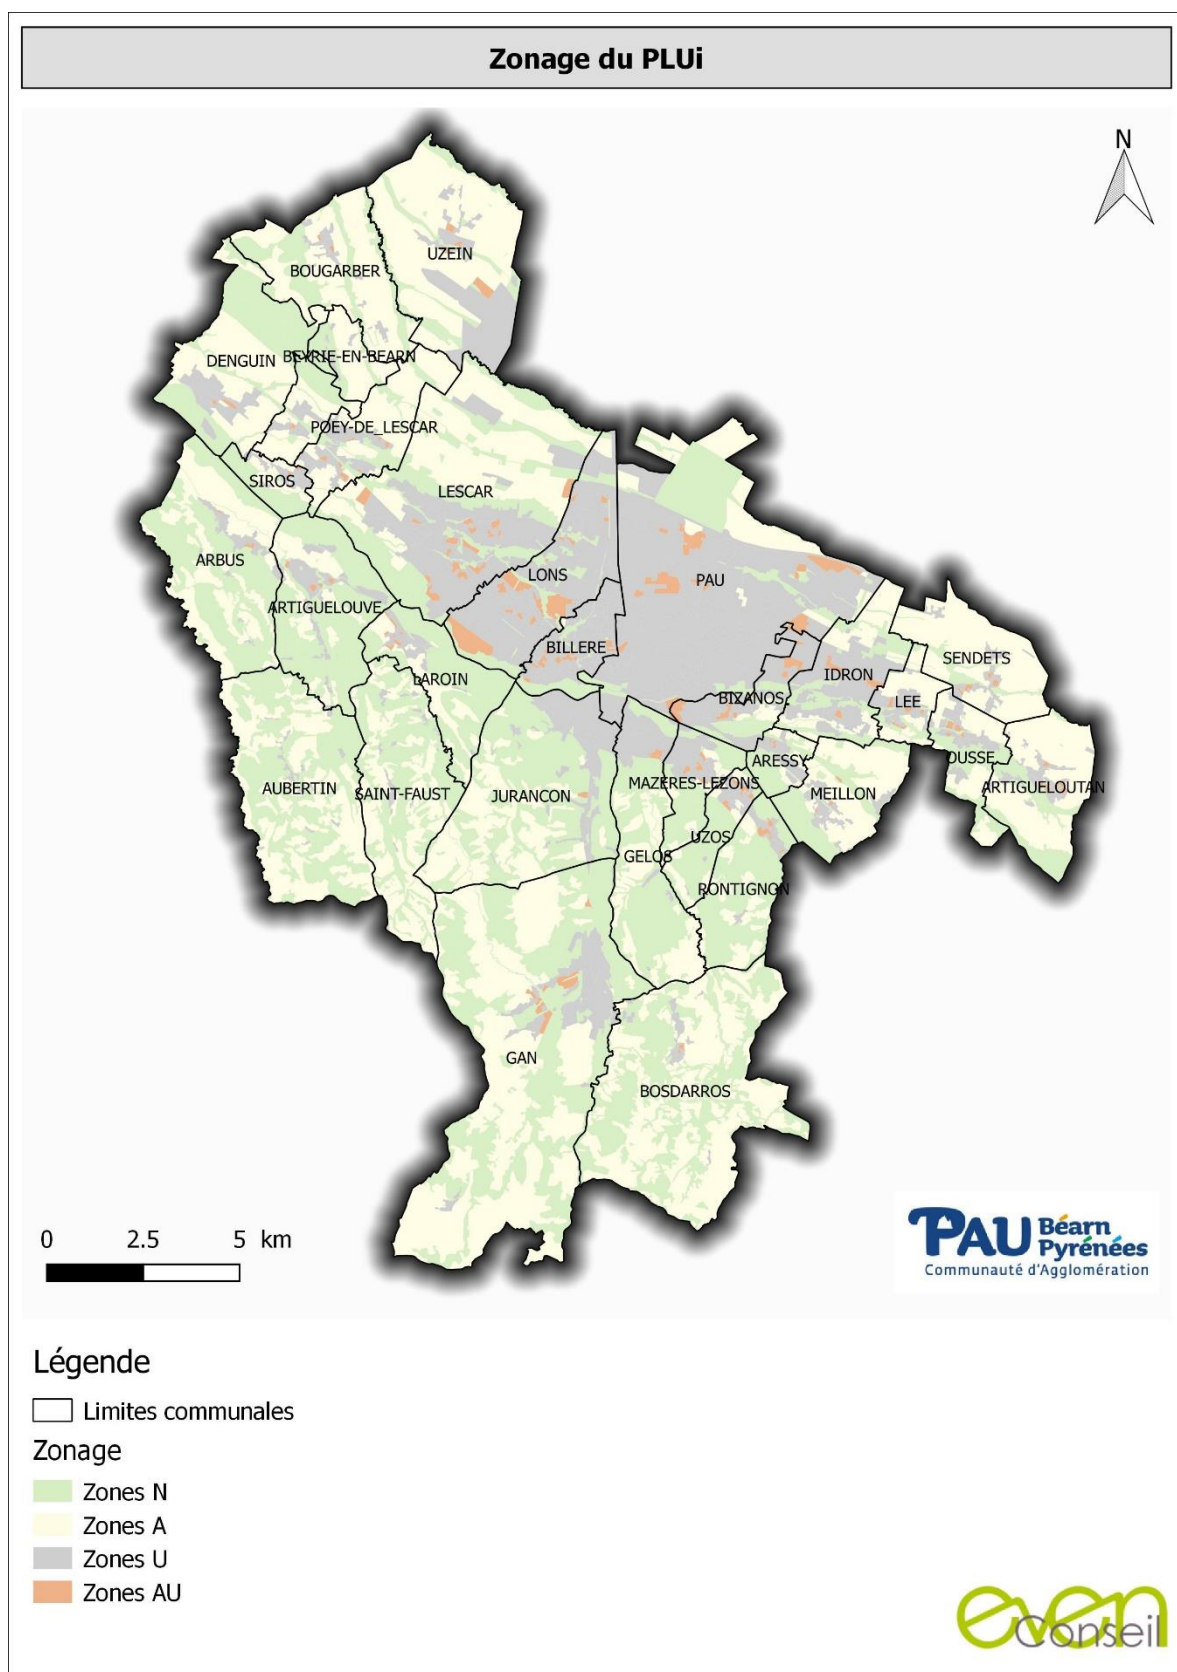 Zonage du PLUi
N
UZEIN
BOUGARBER
DENGUIN
BEYRIE-EN-BEARN
POEY-DE_LESCAR
SIROS
LESCAR
ARBUS
LONS
PAU
ARTIGUELOUVE
BILLERE
SENDETS
IDRON
LAROIN
BIZANOS
LEE
OUSSE
ARESSY
AUBERTIN
SAINT-FAUST
JURANCON
MAZERES-LEZONS
MEILLON
ARTIGUELOUTAN
UZOS
GELOS
RONTIGNON
GAN
BOSDARROS
0 2.5 5 km
PAU Béarn
Pyrénées
Communauté d'Agglomération
Légende
Limites communales
Zonage
Zones N
Zones A
Zones U
Zones AU
even
Conseil